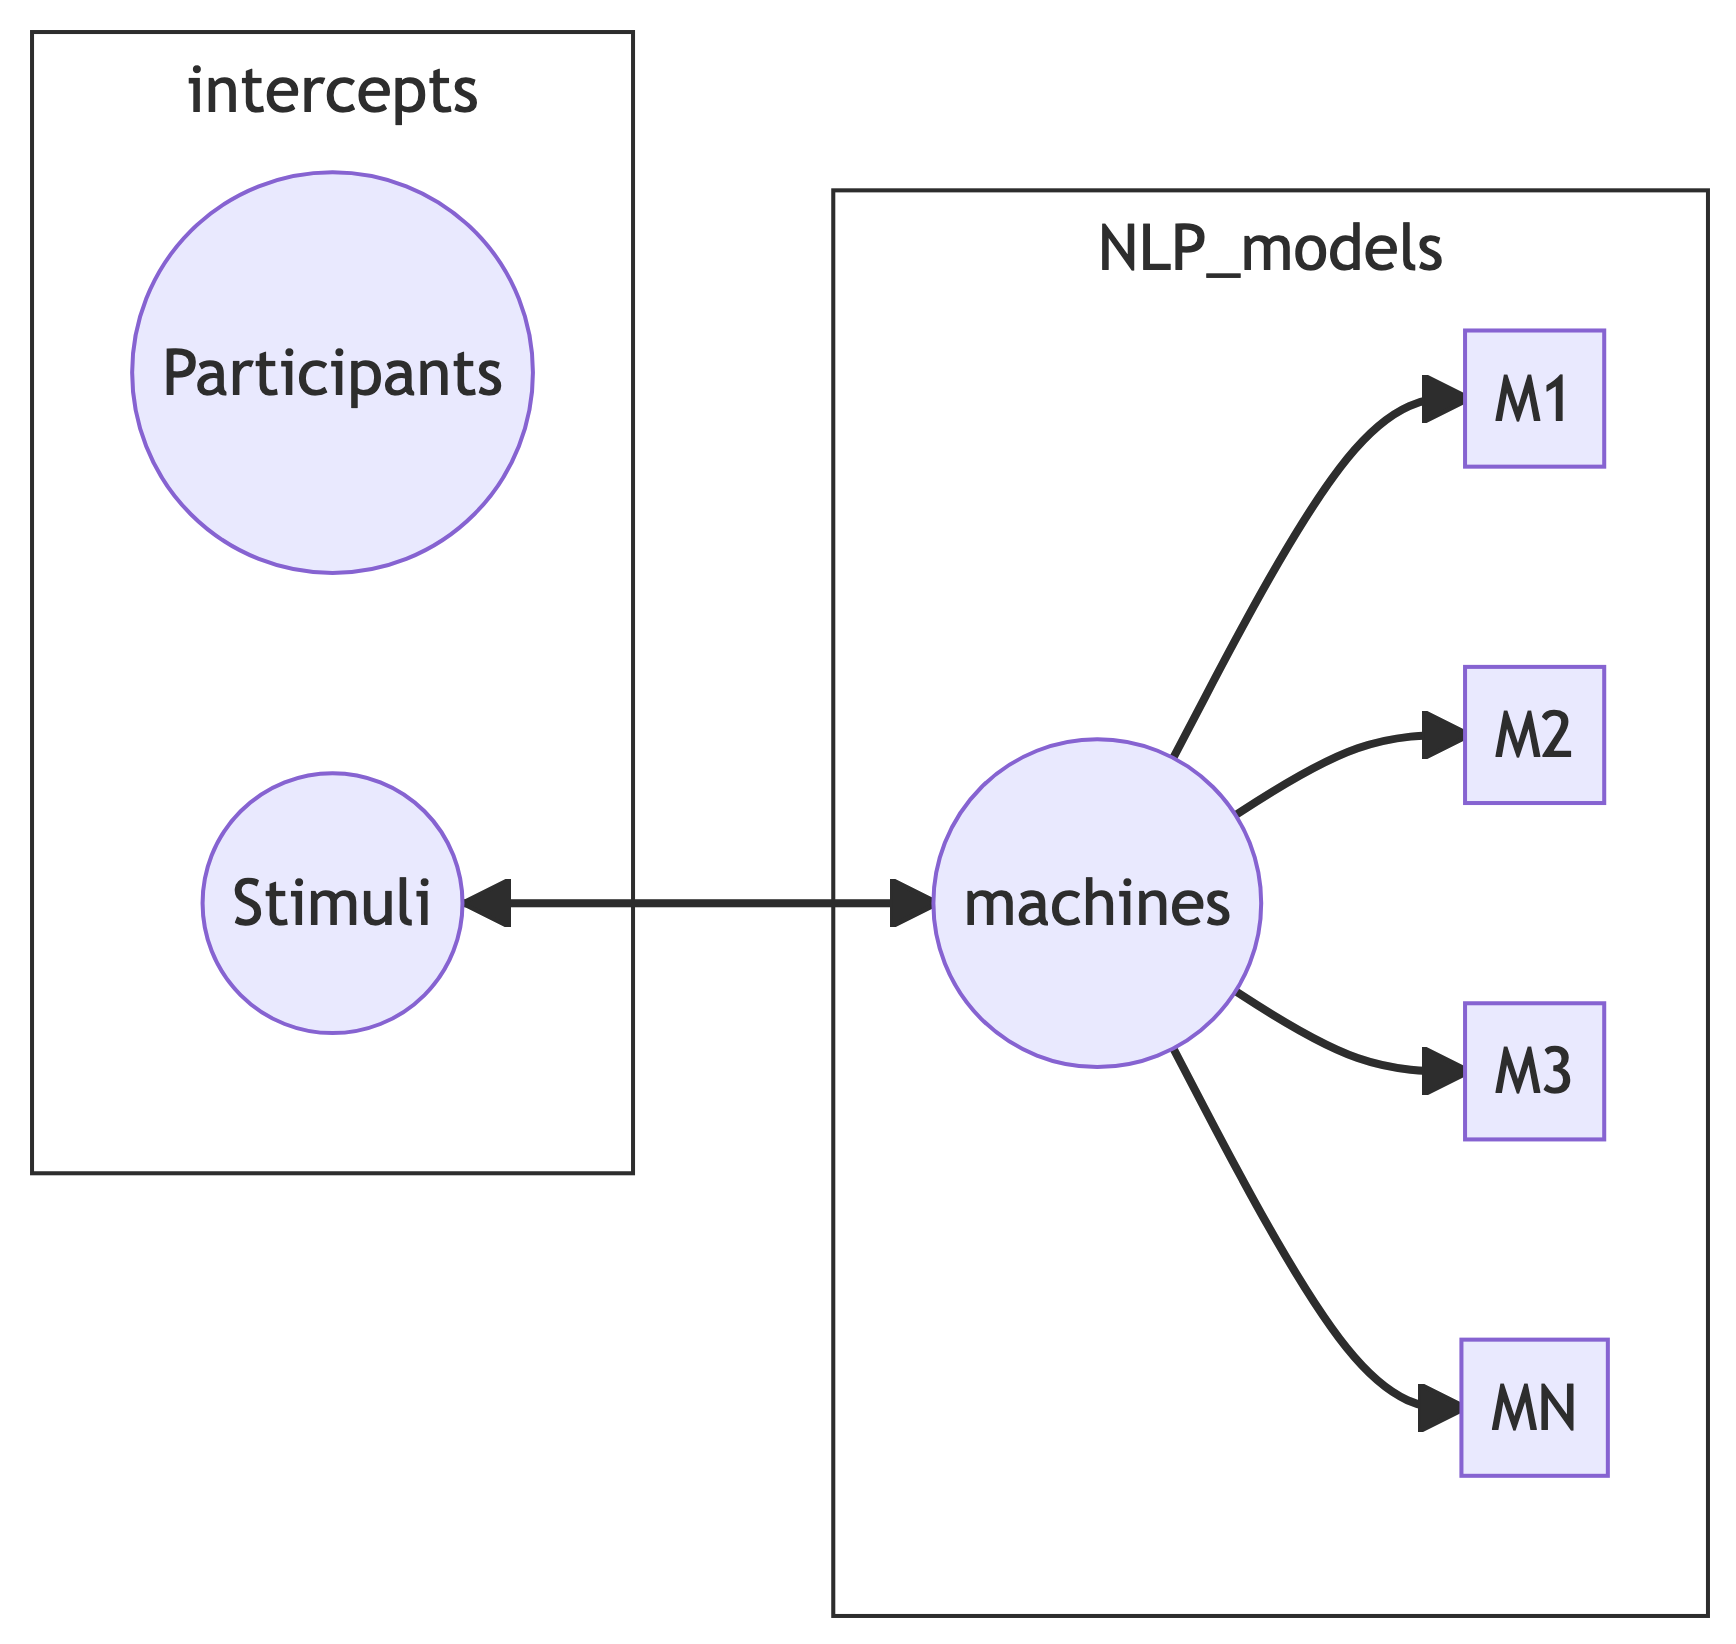 intercepts
Participants
Stimuli
NLP_models
machines
M1
M2
M3
MN